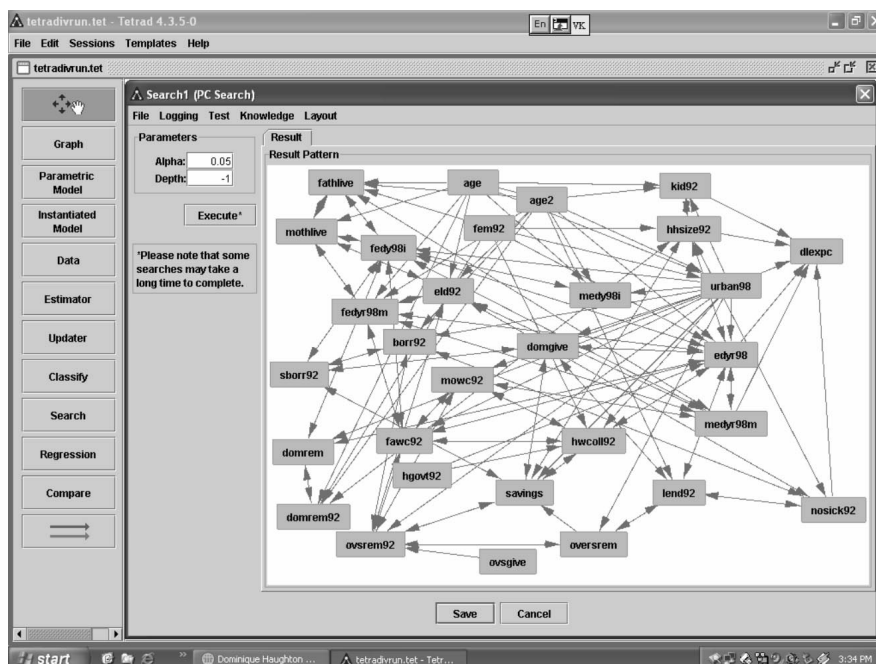 tetradivrun.tet - Tetrad 4.3.5-0
En VK
File Edit Sessions Templates Help
tetradivrun.tet
Search1 (PC Search)
File Logging Test Knowledge Layout
Parameters
Alpha: 0.05
Depth: -1
Execute*
*Please note that some
searches may take a
long time to complete.
Graph
Parametric
Model
Instantiated
Model
Data
Estimator
Updater
Classify
Search
Regression
Compare
Result
Result Pattern
fathlive
age
kid92
age2
mothlive
fem92
hhsize92
fedy98i
dlexpc
eld92
medy98i
urban98
fedyr98m
borr92
domgive
edyr98
sborr92
mowc92
medyr98m
domrem
fawc92
hwcoll92
hgovt92
savings
lend92
nosick92
domrem92
ovsrem92
oversrem
ovsgive
Save Cancel
start
Dominique Haughton ...
tetradivrun.tet - Tetr...
3:34 PM